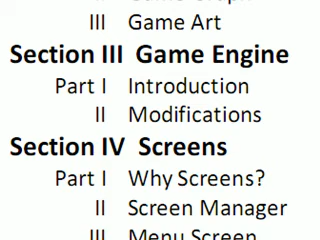 III Game Art
Section III Game Engine
Part I Introduction
II Modifications
Section IV Screens
Part I Why Screens?
II Screen Manager
III Menu Screen